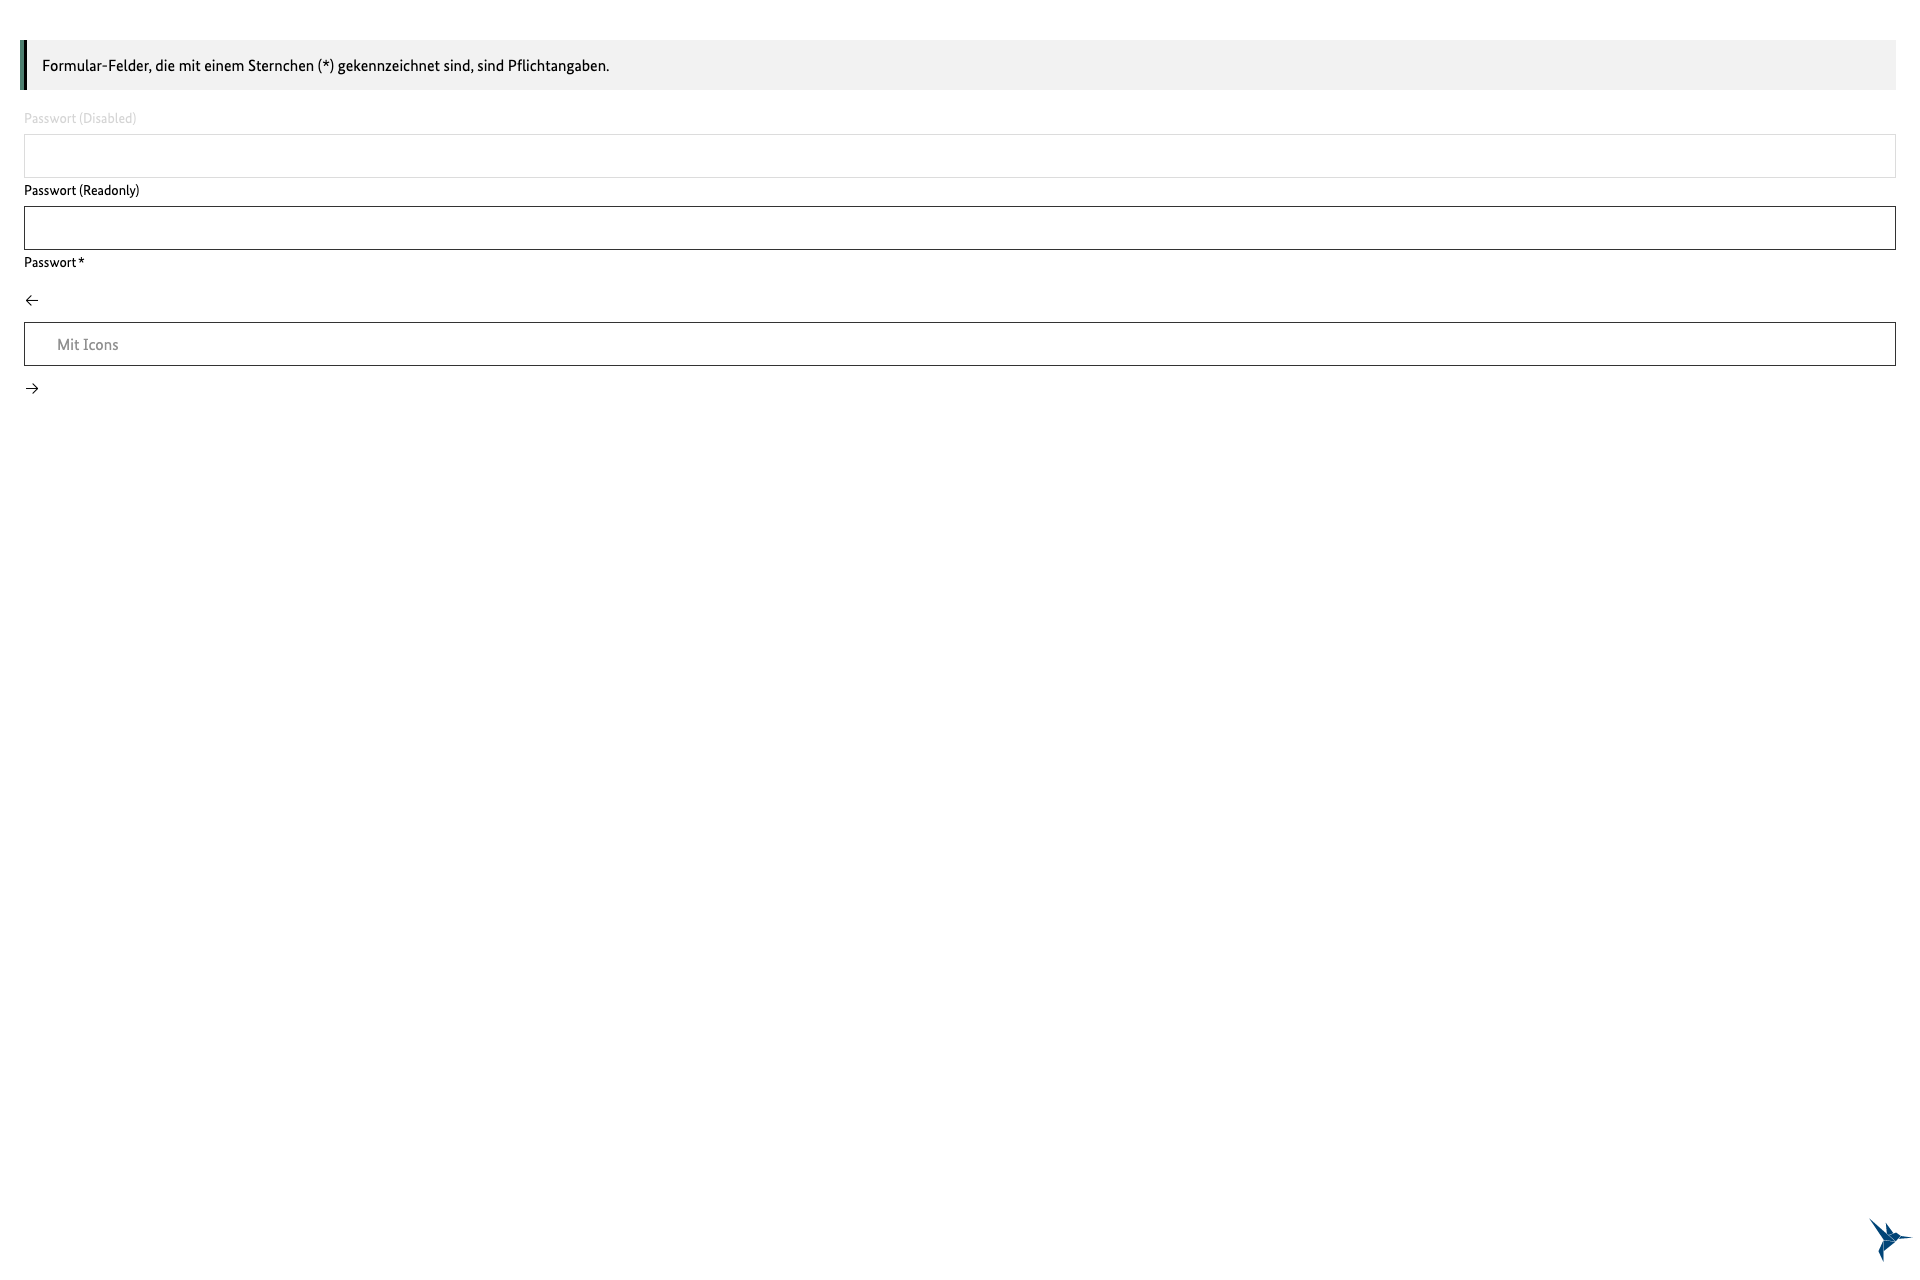 Formular-Felder, die mit einem Sternchen (*) gekennzeichnet sind, sind Pflichtangaben.
Passwort (Disabled)
Passwort (Readonly)
Passwort *
←
Mit Icons
→